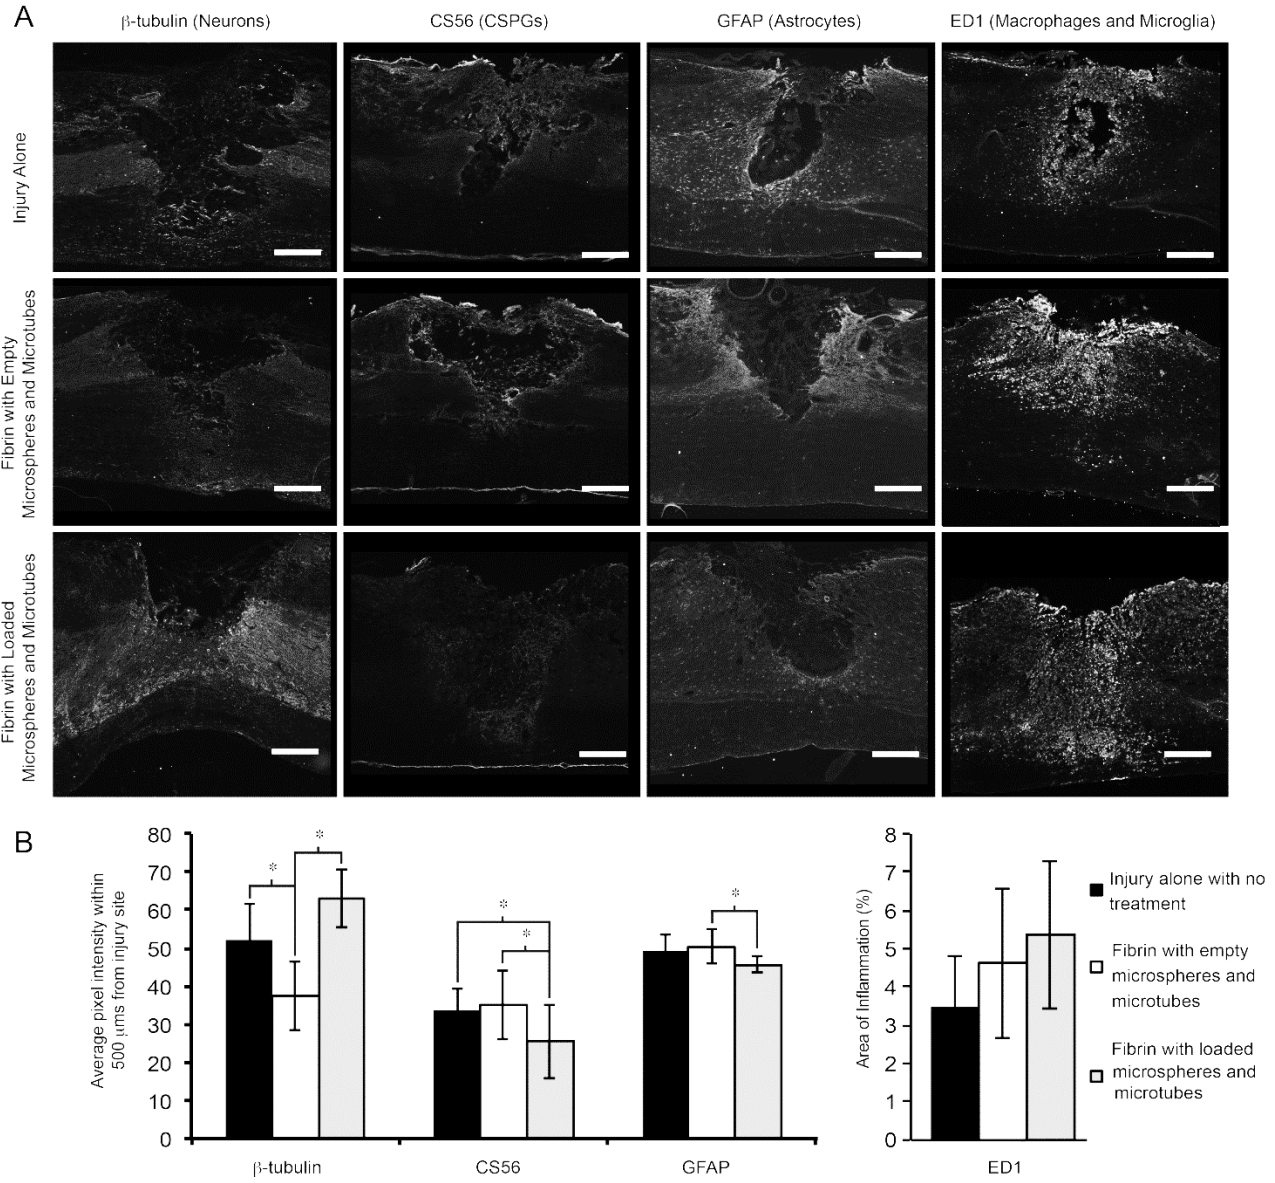 A
β-tubulin (Neurons)
CS56 (CSPGs)
GFAP (Astrocytes)
ED1 (Macrophages and Microglia)
Injury Alone
Fibrin with Empty
Microspheres and Microtubes
Fibrin with Loaded
Microspheres and Microtubes
B
Average pixel intensity within
500 μms from injury site
80
70
60
50
40
30
20
10
0
*
*
*
*
*
β-tubulin
CS56
GFAP
Area of Inflammation (%)
8
7
6
5
4
3
2
1
0
ED1
Injury alone with no
treatment
Fibrin with empty
microspheres and
microtubes
Fibrin with loaded
microspheres and
microtubes